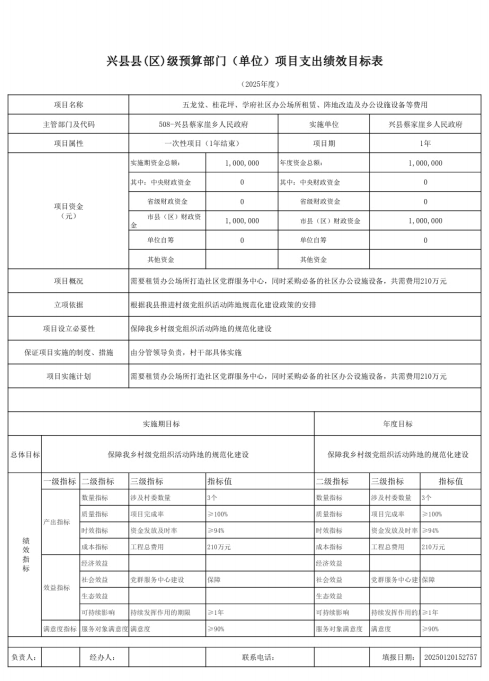 兴县县(区)级预算部门（单位）项目支出绩效目标表
（2025年度）
项目名称 五龙堂、桂花坪、学府社区办公场所租赁、阵地改造及办公设施设备等费用
主管部门及代码 508-兴县蔡家崖乡人民政府 实施单位 兴县蔡家崖乡人民政府
项目属性 一次性项目（1年结束） 项目期 1年
项目资金（元） 实施期资金总额： 1,000,000 年度资金总额： 1,000,000
其中：中央财政资金 0 其中：中央财政资金 0
省级财政资金 0 省级财政资金 0
市县（区）财政资金 1,000,000 市县（区）财政资金 1,000,000
单位自筹 0 单位自筹 0
其他资金 其他资金
项目概况 需要租赁办公场所打造社区党群服务中心，同时采购必备的社区办公设施设备，共需费用210万元
立项依据 根据我县推进村级党组织活动阵地规范化建设政策的安排
项目设立必要性 保障我乡村级党组织活动阵地的规范化建设
保证项目实施的制度、措施 由分管领导负责，村干部具体实施
项目实施计划 需要租赁办公场所打造社区党群服务中心，同时采购必备的社区办公设施设备，共需费用210万元
实施期目标 年度目标
总体目标 保障我乡村级党组织活动阵地的规范化建设 保障我乡村级党组织活动阵地的规范化建设
绩效指标 一级指标 二级指标 三级指标 指标值 二级指标 三级指标 指标值
产出指标 数量指标 涉及村委数量 3个 数量指标 涉及村委数量 3个
质量指标 项目完成率 ≥100% 质量指标 项目完成率 ≥100%
时效指标 资金发放及时率 ≥94% 时效指标 资金发放及时 ≥94%
成本指标 工程总费用 210万元 成本指标 工程总费用 210万元
效益指标 经济效益 经济效益
社会效益 党群服务中心建设 保障 社会效益 党群服务中心建 保障
生态效益 生态效益
可持续影响 持续发挥作用的期限 ≥1年 可持续影响 持续发挥作用的 ≥1年
满意度指标 服务对象满意度 满意度 ≥90% 服务对象满意度 满意度 ≥90%
负责人： 经办人： 联系电话： 填报日期： 20250120152757